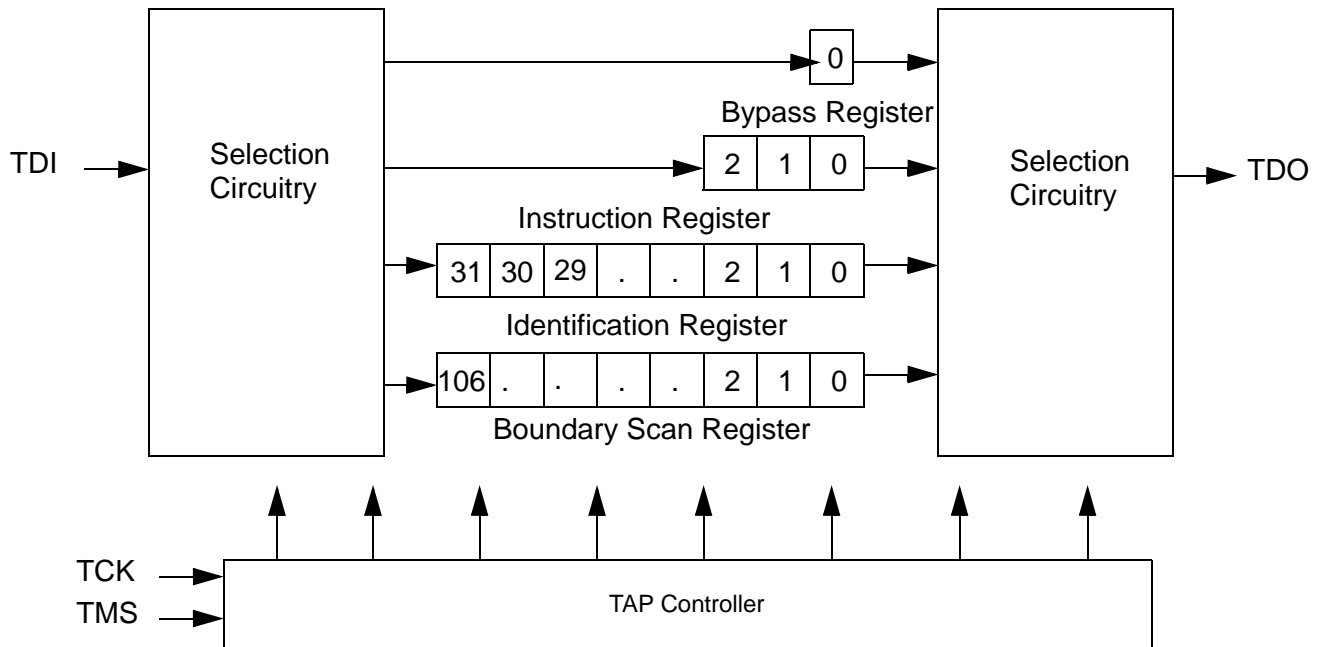 0
Bypass Register
TDI
Selection
Circuitry
2 1 0
Selection
Circuitry
TDO
Instruction Register
31 30 29 . . 2 1 0
Identification Register
106 . . . . 2 1 0
Boundary Scan Register
TCK
TMS
TAP Controller